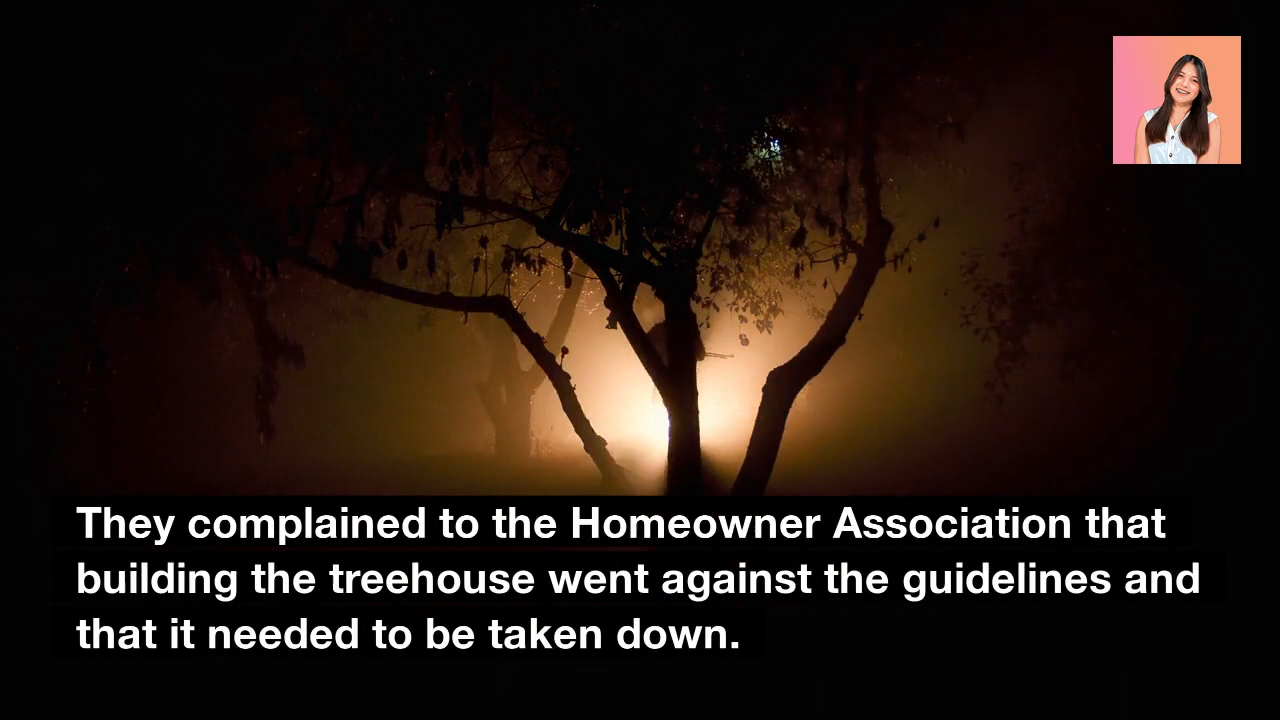 They complained to the Homeowner Association that
building the treehouse went against the guidelines and
that it needed to be taken down.